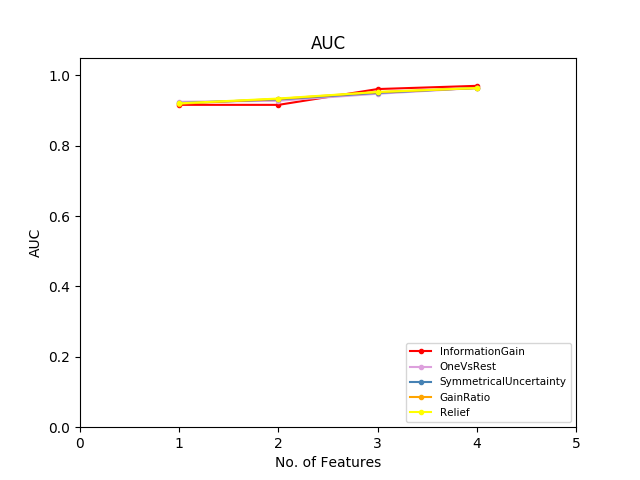 AUC
1.0
0.8
0.6
0.4
0.2
0.0
AUC
0 1 2 3 4 5
No. of Features
InformationGain
OneVsRest
SymmetricalUncertainty
GainRatio
Relief